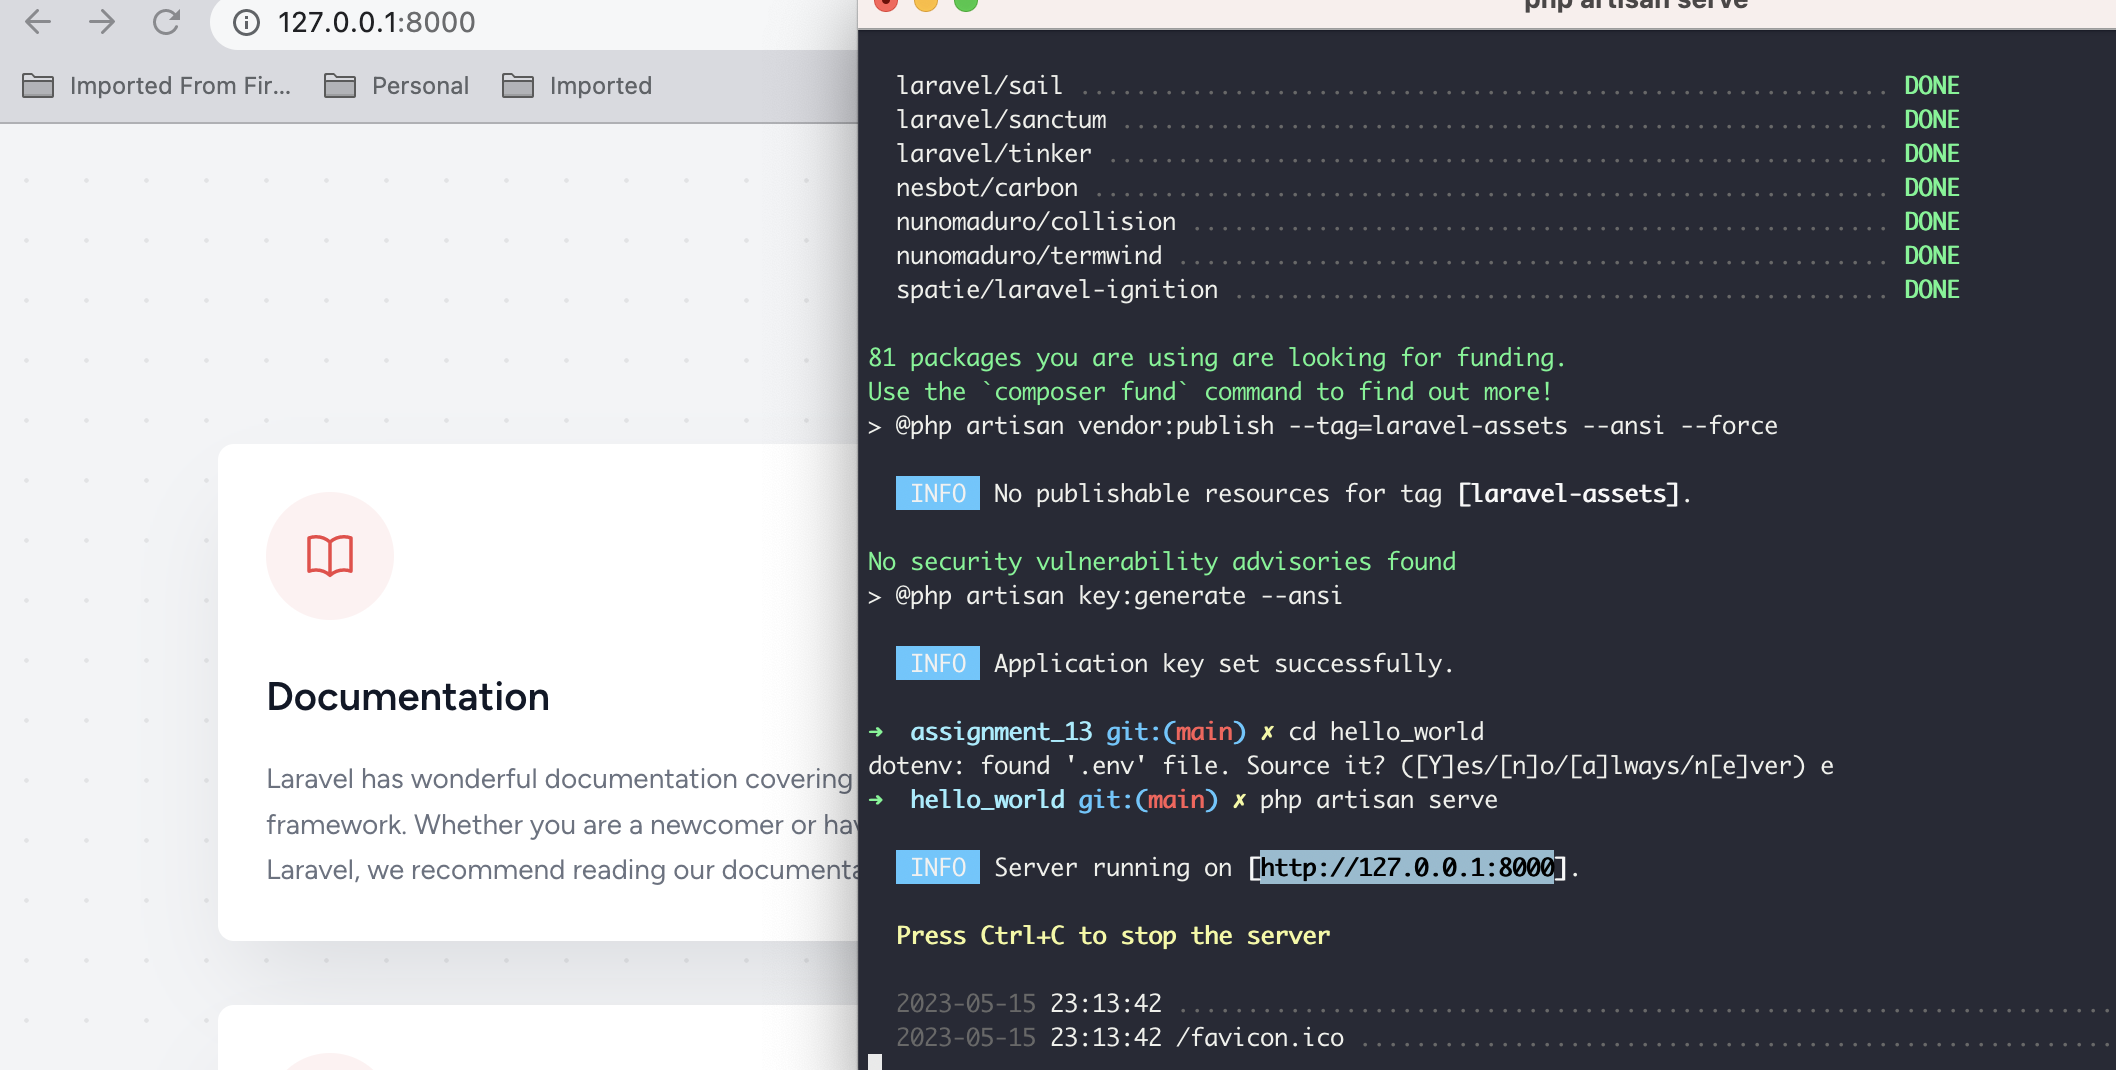 127.0.0.1:8000
Imported From Fir... Personal Imported
Documentation
Laravel has wonderful documentation covering
framework. Whether you are a newcomer or hav
Laravel, we recommend reading our documenta
php artisan serve
laravel/sail ........................................................... DONE
laravel/sanctum ........................................................ DONE
laravel/tinker ......................................................... DONE
nesbot/carbon .......................................................... DONE
nunomaduro/collision ................................................... DONE
nunomaduro/termwind .................................................... DONE
spatie/laravel-ignition ................................................ DONE
81 packages you are using are looking for funding.
Use the `composer fund` command to find out more!
> @php artisan vendor:publish --tag=laravel-assets --ansi --force
INFO No publishable resources for tag [laravel-assets].
No security vulnerability advisories found
> @php artisan key:generate --ansi
INFO Application key set successfully.
➜ assignment_13 git:(main) ✗ cd hello_world
dotenv: found '.env' file. Source it? ([Y]es/[n]o/[a]lways/n[e]ver) e
➜ hello_world git:(main) ✗ php artisan serve
INFO Server running on [http://127.0.0.1:8000].
Press Ctrl+C to stop the server
2023-05-15 23:13:42 ...................................................................
2023-05-15 23:13:42 /favicon.ico ......................................................